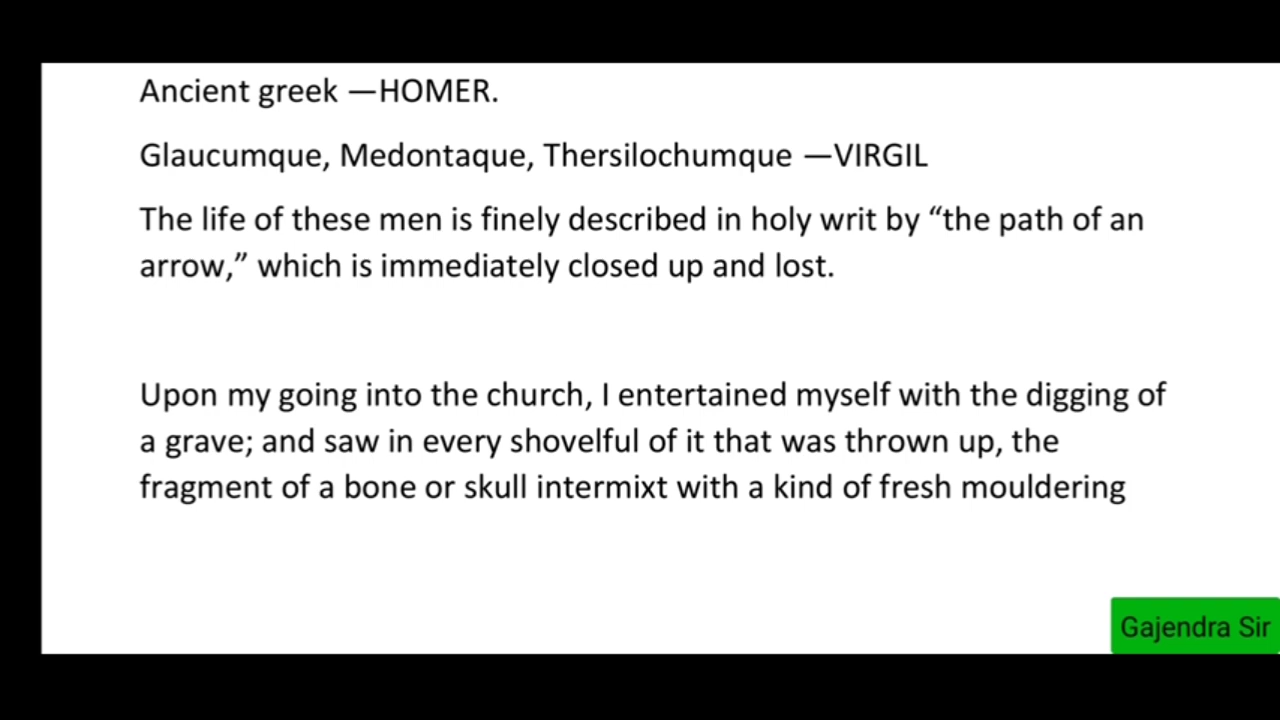 Ancient greek —HOMER.
Glaucumque, Medontaque, Thersilochumque —VIRGIL
The life of these men is finely described in holy writ by “the path of an
arrow,” which is immediately closed up and lost.
Upon my going into the church, I entertained myself with the digging of
a grave; and saw in every shovelful of it that was thrown up, the
fragment of a bone or skull intermixt with a kind of fresh mouldering
Gajendra Sir